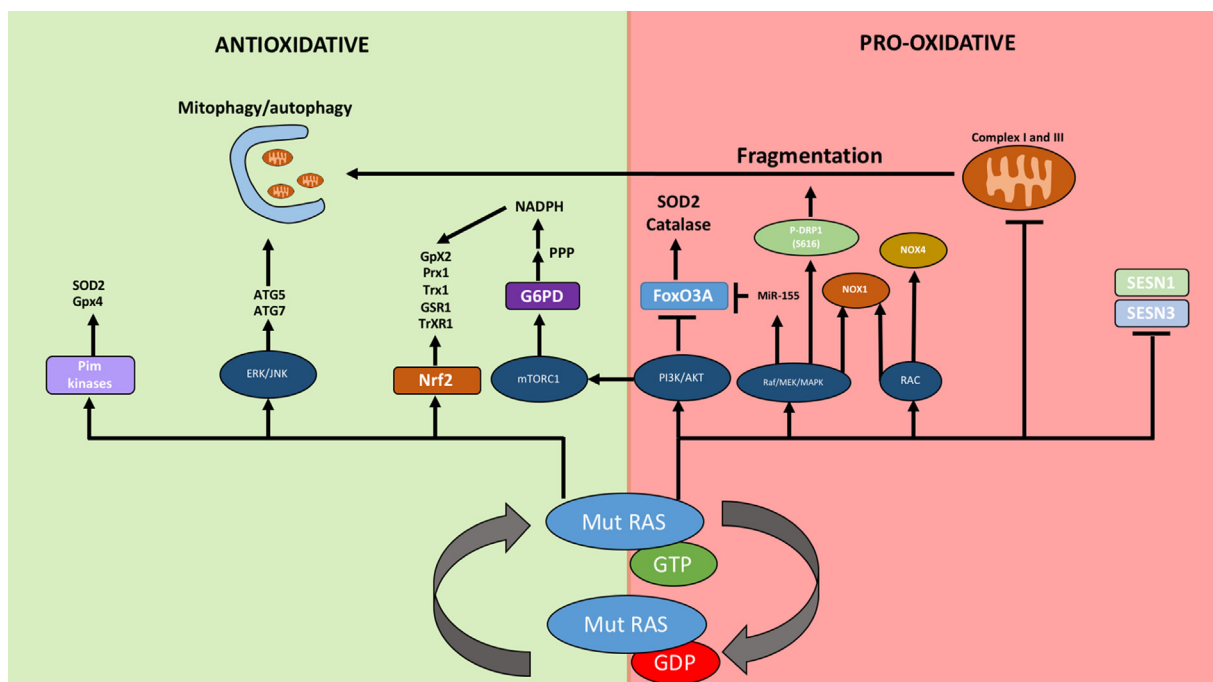 ANTIOXIDATIVE
PRO-OXIDATIVE
Mitophagy/autophagy
Complex I and III
Fragmentation
NADPH
SOD2
Catalase
P-DRP1
(S616)
NOX4
GpX2
Prx1
Trx1
GSR1
TrXR1
PPP
SOD2
Gpx4
ATG5
ATG7
G6PD
FoxO3A
MiR-155
NOX1
SESN1
SESN3
Pim
kinases
ERK/JNK
Nrf2
mTORC1
PI3K/AKT
Raf/MEK/MAPK
RAC
Mut RAS
GTP
Mut RAS
GDP